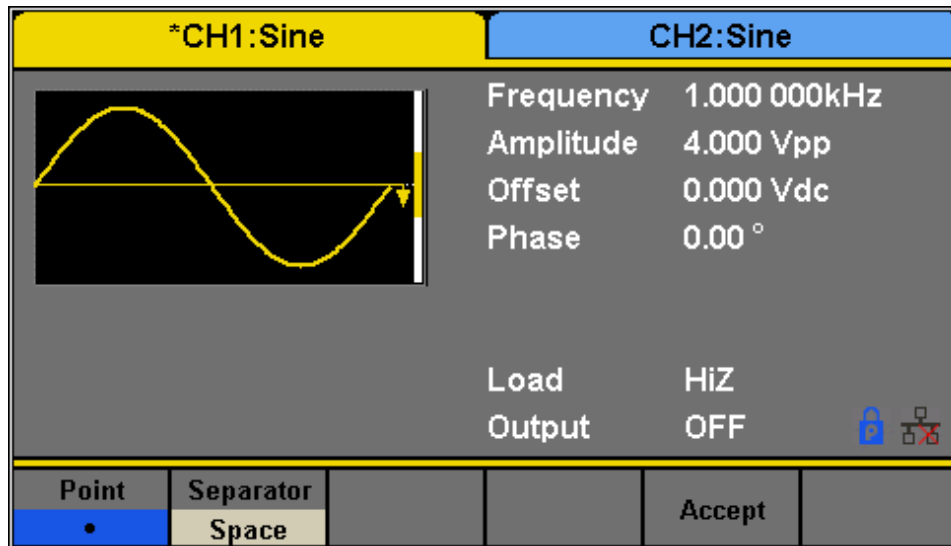 *CH1:Sine CH2:Sine
Frequency 1.000 000kHz
Amplitude 4.000 Vpp
Offset 0.000 Vdc
Phase 0.00 °
Load HiZ
Output OFF
P
Point Separator
• Space Accept